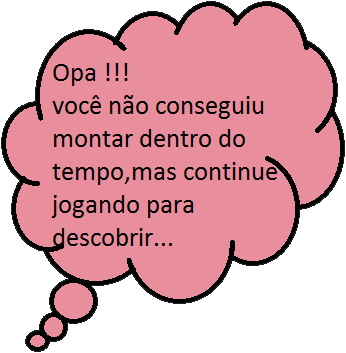 Opa !!!
você não conseguiu
montar dentro do
tempo,mas continue
jogando para
descobrir...